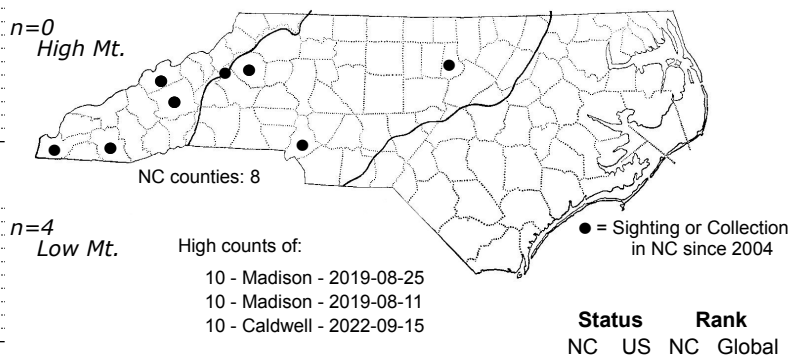 n=0
High Mt.
NC counties: 8
n=4
Low Mt.
High counts of:
10 - Madison - 2019-08-25
10 - Madison - 2019-08-11
10 - Caldwell - 2022-09-15
● = Sighting or Collection
in NC since 2004
Status Rank
NC US NC Global